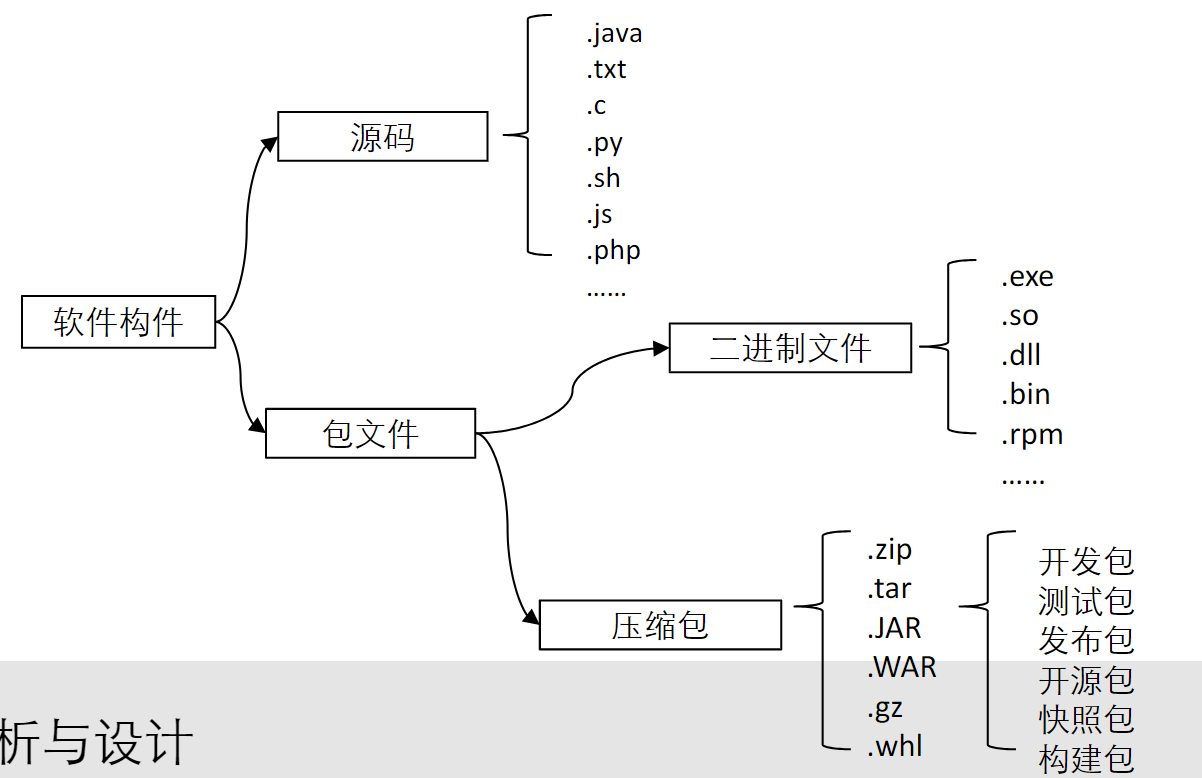 软件构件
源码
.java
.txt
.c
.py
.sh
.js
.php
……
包文件
二进制文件
.exe
.so
.dll
.bin
.rpm
……
压缩包
.zip
.tar
.JAR
.WAR
.gz
.whl
开发包
测试包
发布包
开源包
快照包
构建包
析与设计